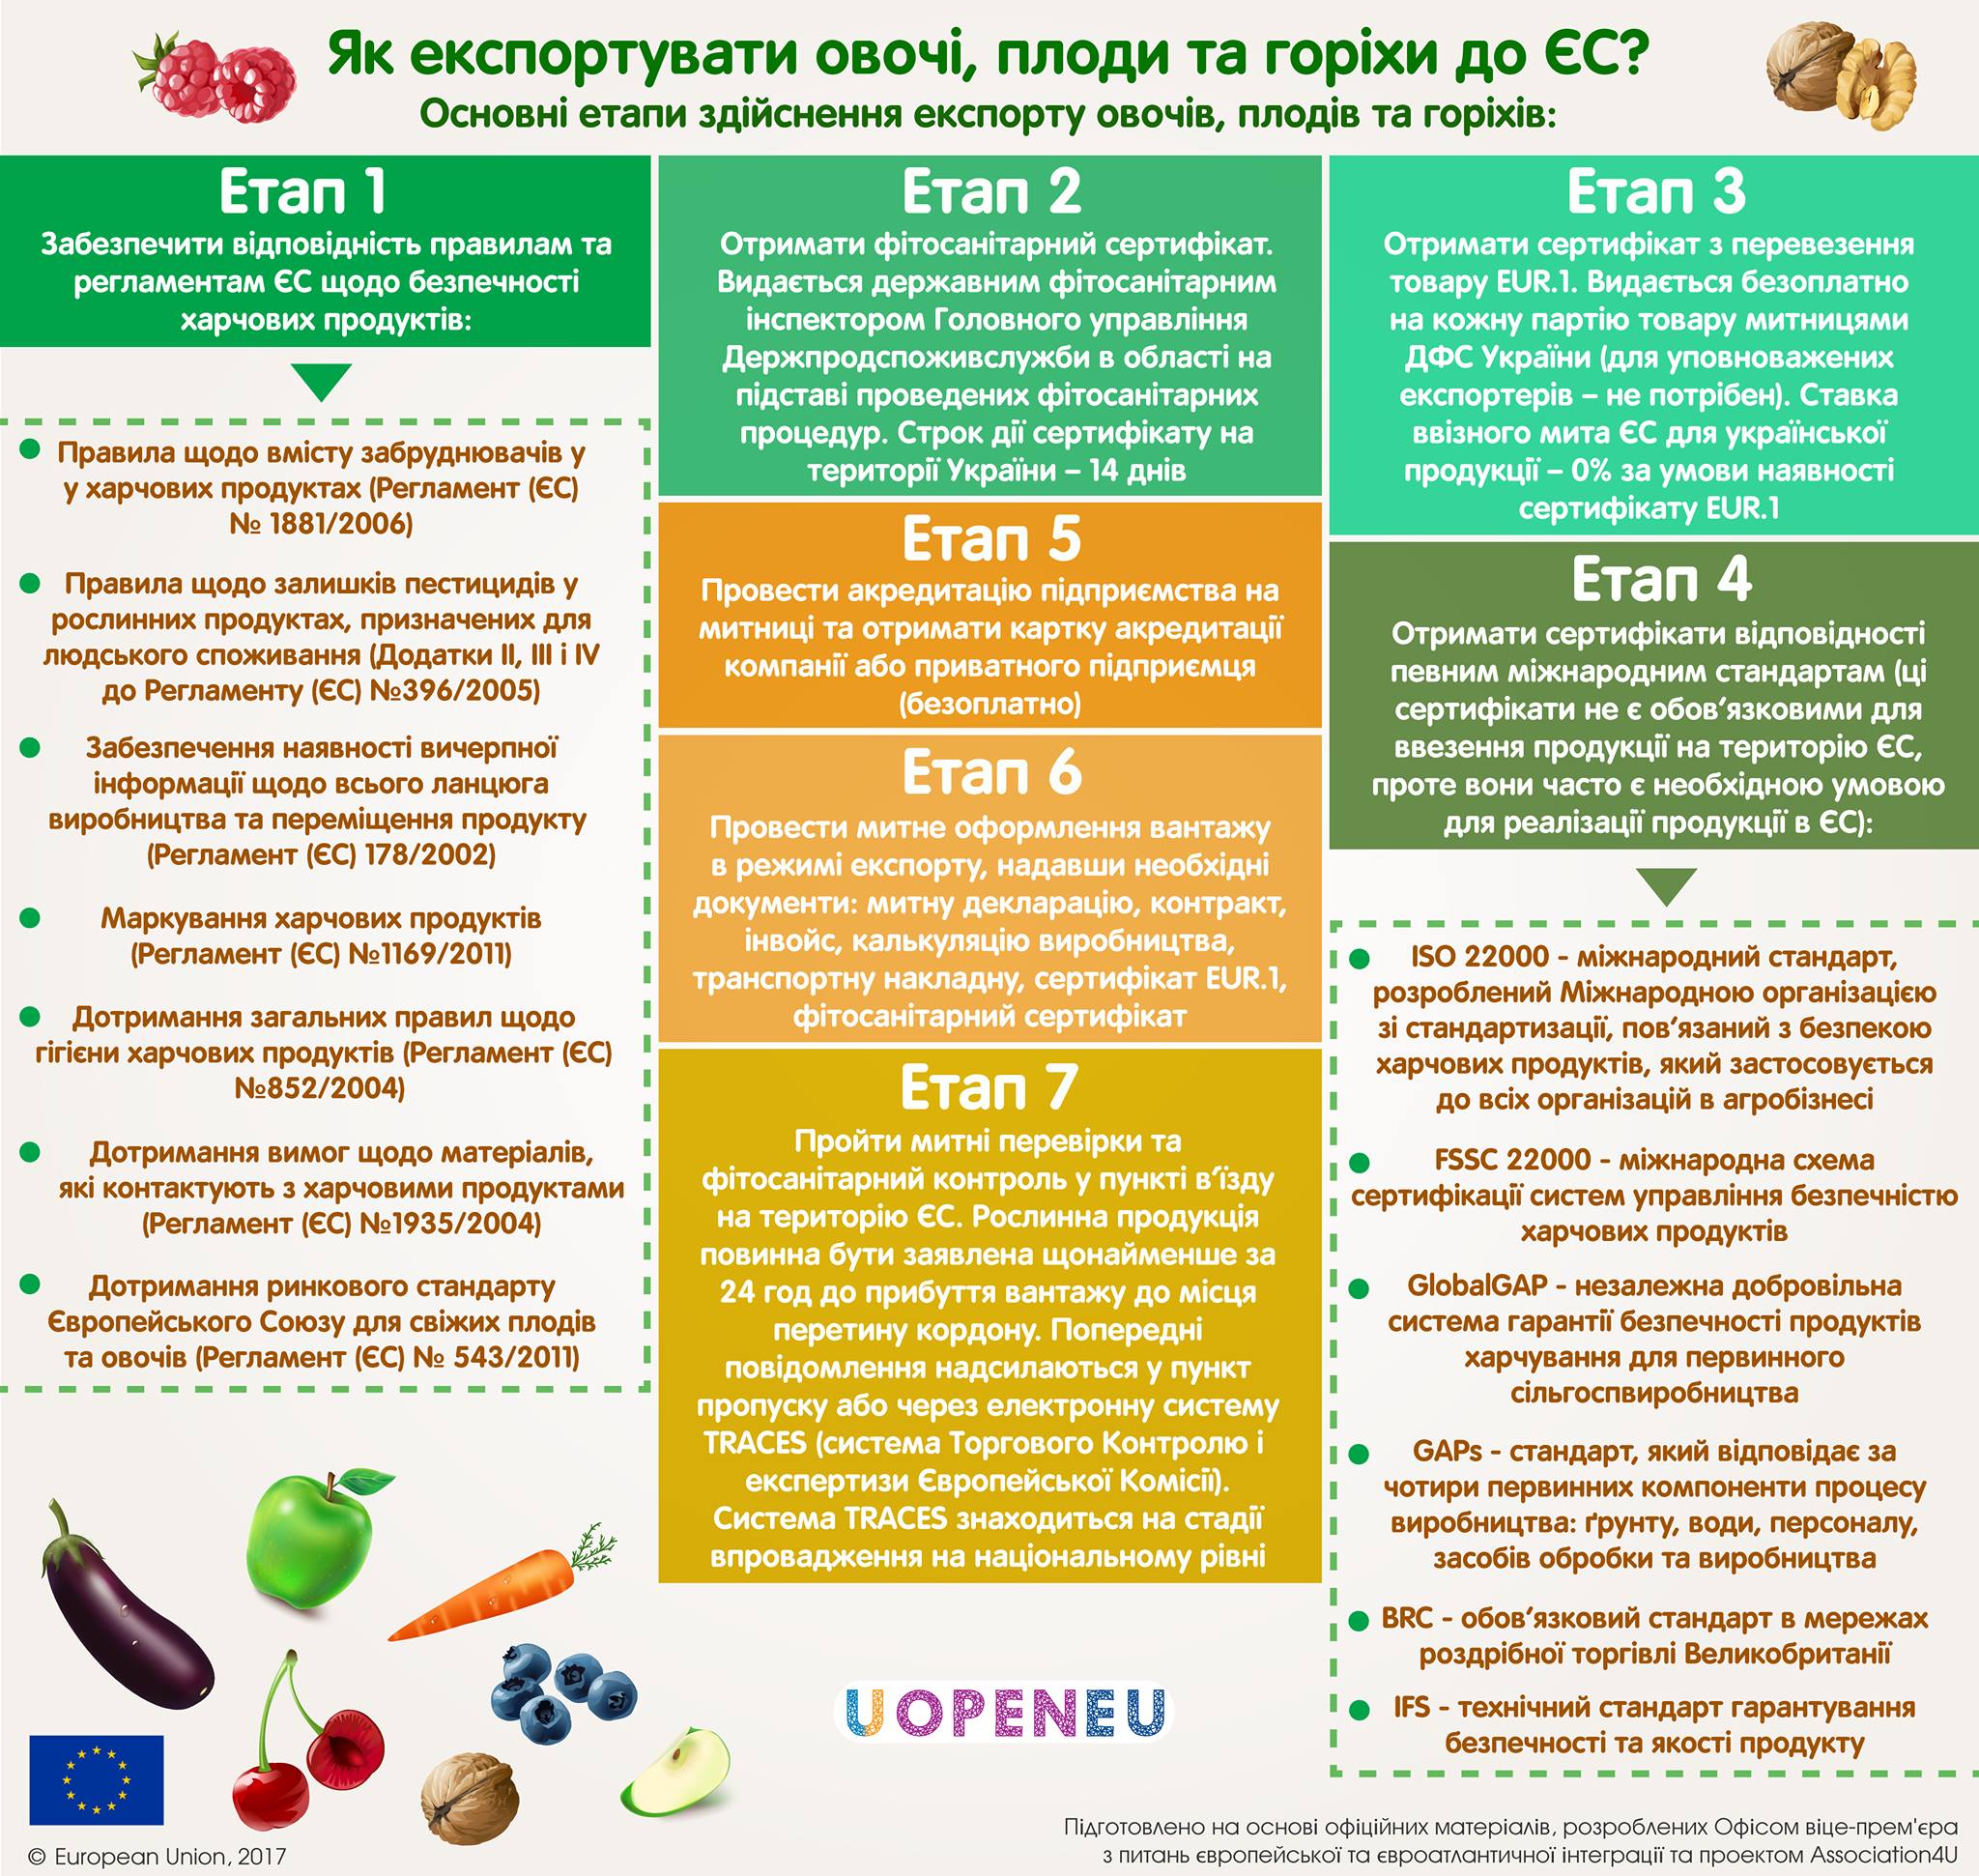 Як експортувати овочі, плоди та горіхи до ЄС?
Основні етапи здійснення експорту овочів, плодів та горіхів:
Етап 1
Забезпечити відповідність правилам та
регламентам ЄС щодо безпечності
харчових продуктів:
Правила щодо вмісту забруднювачів у
у харчових продуктах (Регламент (ЄС)
№ 1881/2006)
Правила щодо залишків пестицидів у
рослинних продуктах, призначених для
людського споживання (Додатки II, III і IV
до Регламенту (ЄС) №396/2005)
Забезпечення наявності вичерпної
інформації щодо всього ланцюга
виробництва та переміщення продукту
(Регламент (ЄС) 178/2002)
Маркування харчових продуктів
(Регламент (ЄС) №1169/2011)
Дотримання загальних правил щодо
гігієни харчових продуктів (Регламент (ЄС)
№852/2004)
Дотримання вимог щодо матеріалів,
які контактують з харчовими продуктами
(Регламент (ЄС) №1935/2004)
Дотримання ринкового стандарту
Європейського Союзу для свіжих плодів
та овочів (Регламент (ЄС) № 543/2011)
Етап 2
Отримати фітосанітарний сертифікат.
Видається державним фітосанітарним
інспектором Головного управління
Держпродспоживслужби в області на
підставі проведених фітосанітарних
процедур. Строк дії сертифікату на
території України – 14 днів
Етап 3
Отримати сертифікат з перевезення
товару EUR.1. Видається безоплатно
на кожну партію товару митницями
ДФС України (для уповноважених
експортерів – не потрібен). Ставка
ввізного мита ЄС для української
продукції – 0% за умови наявності
сертифікату EUR.1
Етап 4
Отримати сертифікати відповідності
певним міжнародним стандартам (ці
сертифікати не є обов'язковими для
ввезення продукції на територію ЄС,
проте вони часто є необхідною умовою
для реалізації продукції в ЄС):
ISO 22000 - міжнародний стандарт,
розроблений Міжнародною організацією
зі стандартизації, пов'язаний з безпекою
харчових продуктів, який застосовується
до всіх організацій в агробізнесі
FSSC 22000 - міжнародна схема
сертифікації систем управління безпечністю
харчових продуктів
GlobalGAP - незалежна добровільна
система гарантії безпечності продуктів
харчування для первинного
сільгоспвиробництва
GAPs - стандарт, який відповідає за
чотири первинних компоненти процесу
виробництва: ґрунту, води, персоналу,
засобів обробки та виробництва
BRC - обов'язковий стандарт в мережах
роздрібної торгівлі Великобританії
IFS - технічний стандарт гарантування
безпечності та якості продукту
Етап 5
Провести акредитацію підприємства на
митниці та отримати картку акредитації
компанії або приватного підприємця
(безоплатно)
Етап 6
Провести митне оформлення вантажу
в режимі експорту, надавши необхідні
документи: митну декларацію, контракт,
інвойс, калькуляцію виробництва,
транспортну накладну, сертифікат EUR.1,
фітосанітарний сертифікат
Етап 7
Пройти митні перевірки та
фітосанітарний контроль у пункті в'їзду
на територію ЄС. Рослинна продукція
повинна бути заявлена щонайменше за
24 год до прибуття вантажу до місця
перетину кордону. Попередні
повідомлення надсилаються у пункт
пропуску або через електронну систему
TRACES (система Торгового Контролю і
експертизи Європейської Комісії).
Система TRACES знаходиться на стадії
впровадження на національному рівні
UOPENEU
© European Union, 2017
Підготовлено на основі офіційних матеріалів, розроблених Офісом віце-прем'єра
з питань європейської та євроатлантичної інтеграції та проектом Association4U